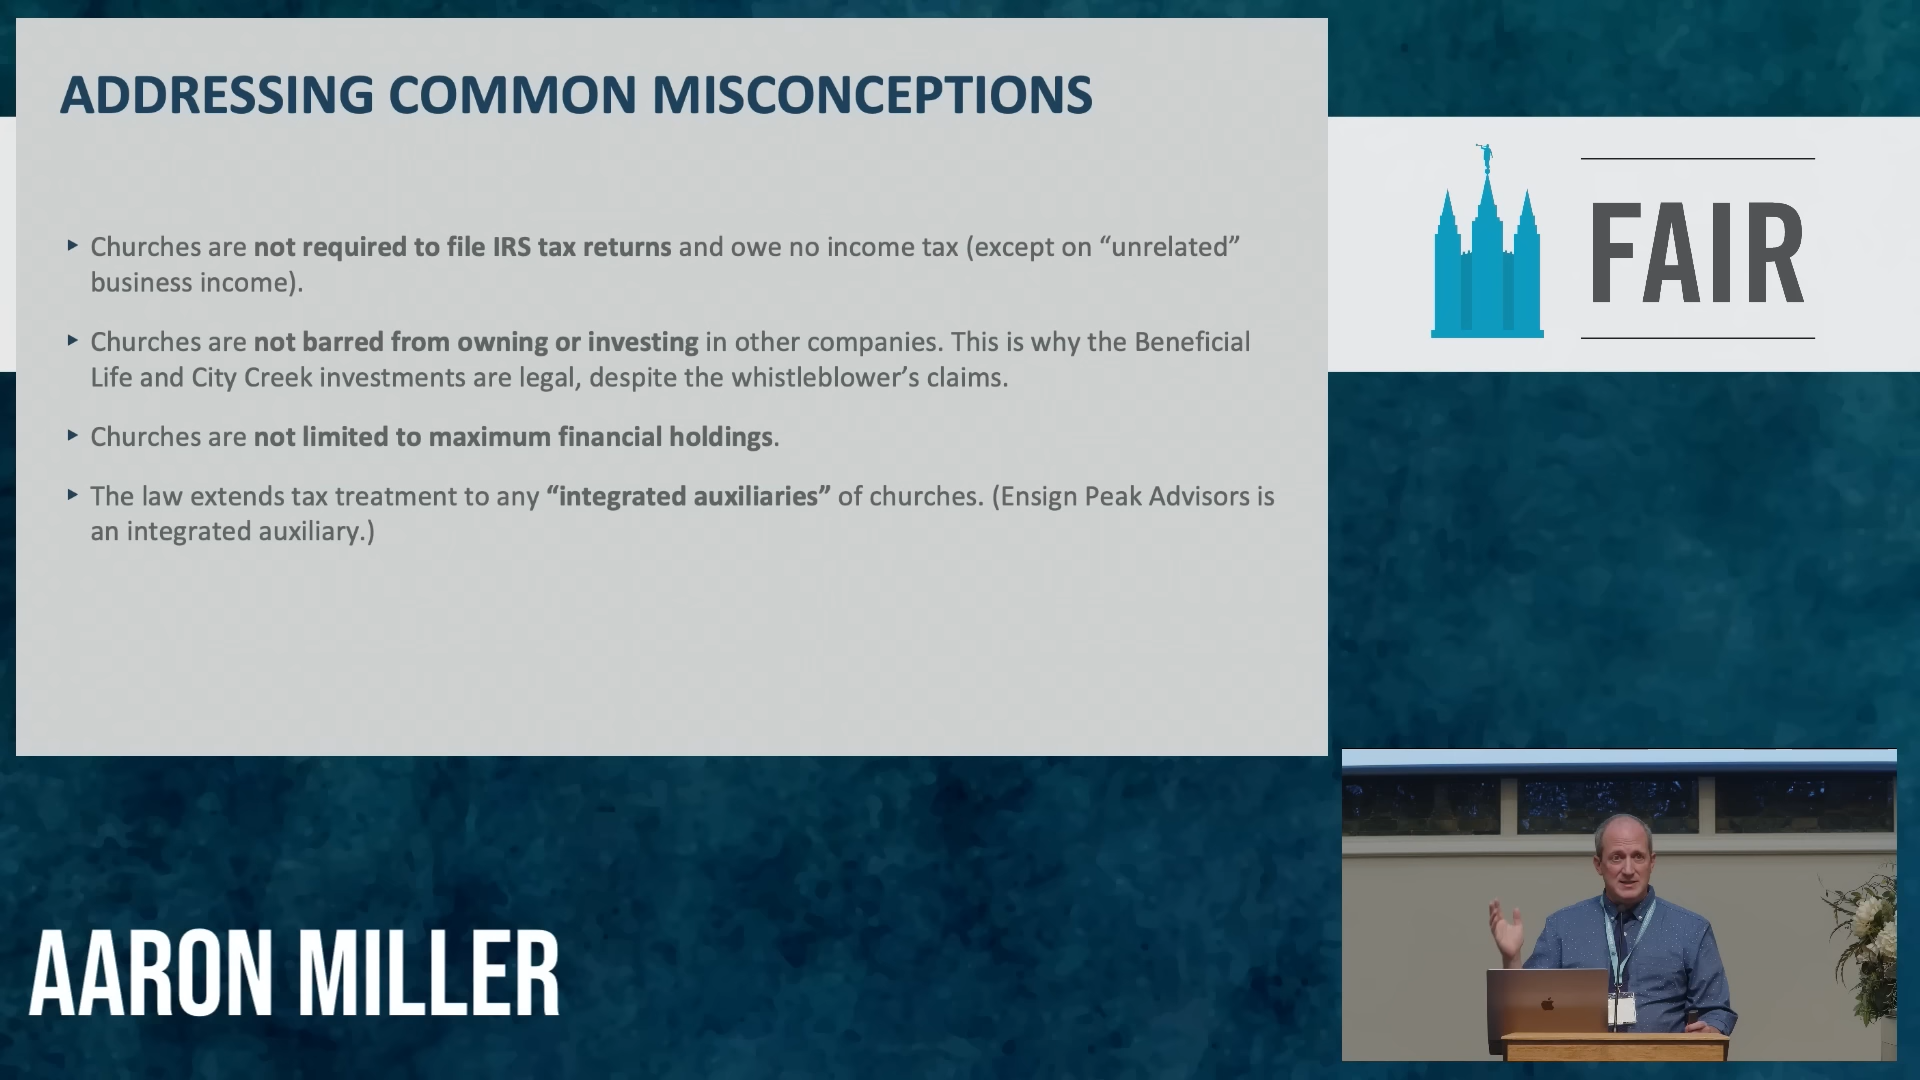 ADDRESSING COMMON MISCONCEPTIONS
Churches are not required to file IRS tax returns and owe no income tax (except on “unrelated”
business income).
Churches are not barred from owning or investing in other companies. This is why the Beneficial
Life and City Creek investments are legal, despite the whistleblower’s claims.
Churches are not limited to maximum financial holdings.
The law extends tax treatment to any “integrated auxiliaries” of churches. (Ensign Peak Advisors is
an integrated auxiliary.)
FAIR
AARON MILLER